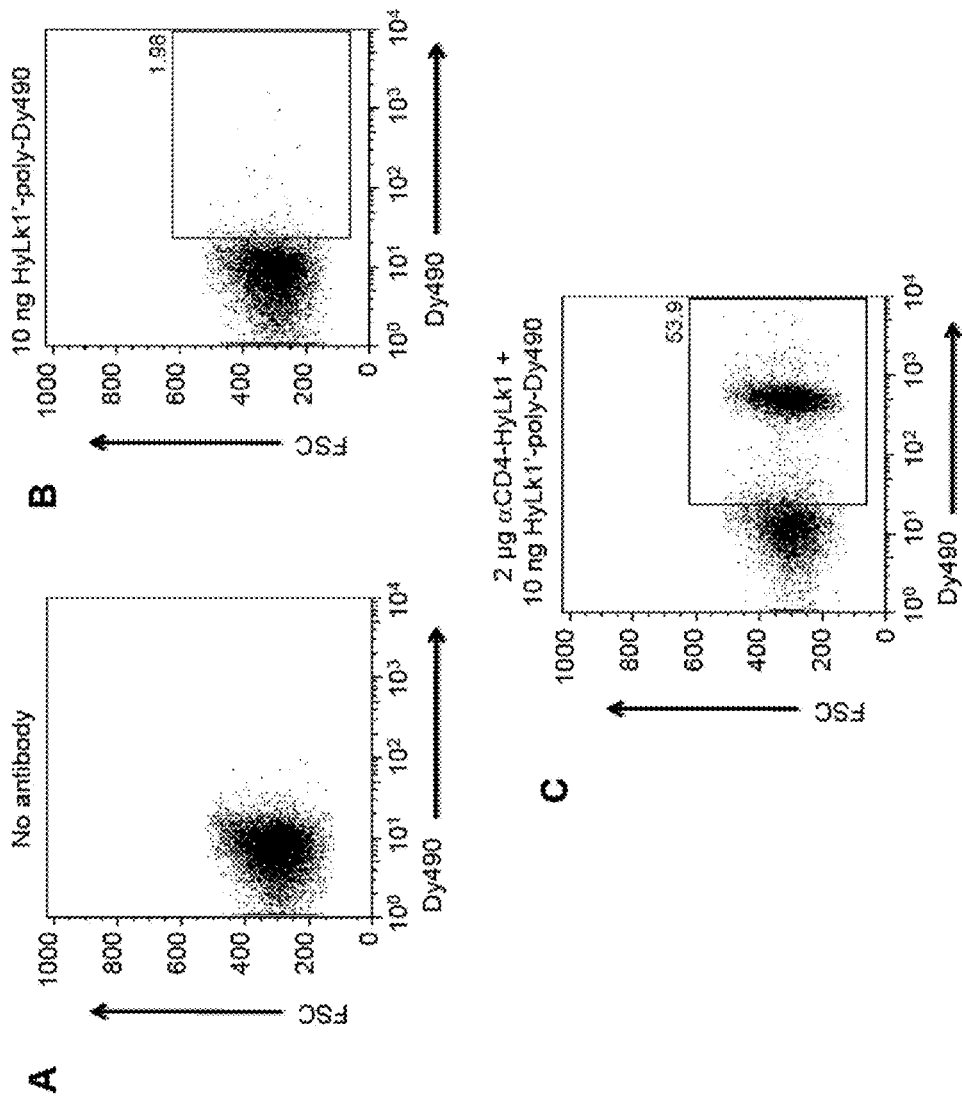 A
No antibody
1000
800
600
400
200
0
FSC
10⁰ 10¹ 10² 10³ 10⁴
Dy490
B
10 ng HyLk1'-poly-Dy490
1000
800
600
400
200
0
FSC
1.98
10⁰ 10¹ 10² 10³ 10⁴
Dy490
C
2 µg αCD4-HyLk1 +
10 ng HyLk1'-poly-Dy490
1000
800
600
400
200
0
FSC
53.9
10⁰ 10¹ 10² 10³ 10⁴
Dy490